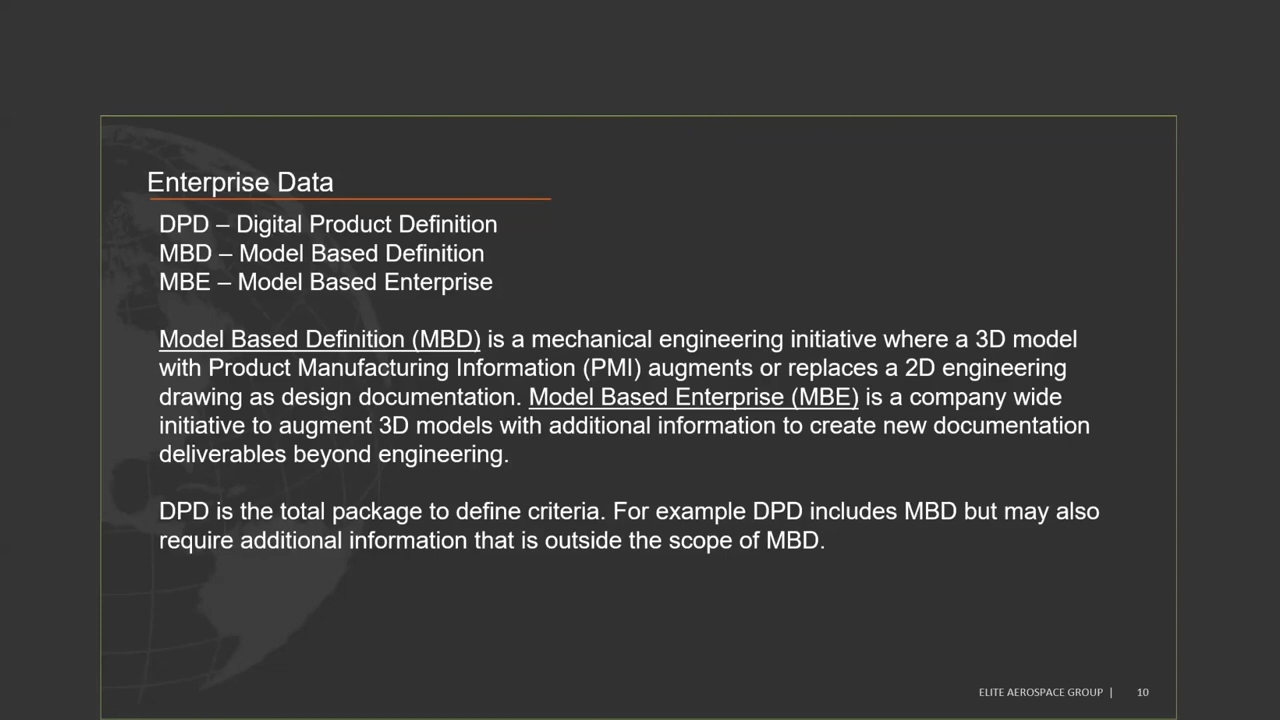 Enterprise Data
DPD – Digital Product Definition
MBD – Model Based Definition
MBE – Model Based Enterprise
Model Based Definition (MBD) is a mechanical engineering initiative where a 3D model
with Product Manufacturing Information (PMI) augments or replaces a 2D engineering
drawing as design documentation. Model Based Enterprise (MBE) is a company wide
initiative to augment 3D models with additional information to create new documentation
deliverables beyond engineering.
DPD is the total package to define criteria. For example DPD includes MBD but may also
require additional information that is outside the scope of MBD.
ELITE AEROSPACE GROUP | 10